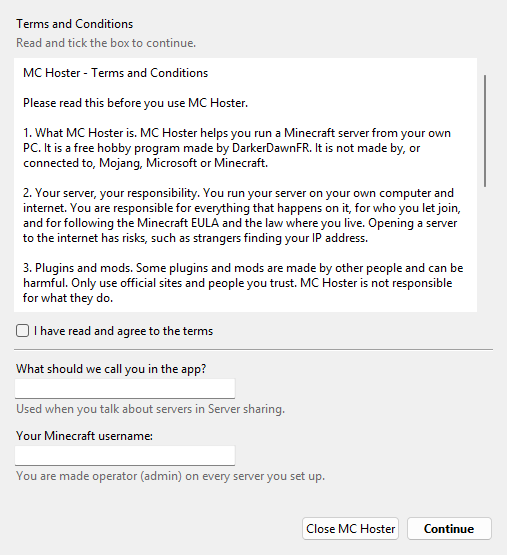 Terms and Conditions
Read and tick the box to continue.
MC Hoster - Terms and Conditions
Please read this before you use MC Hoster.
1. What MC Hoster is. MC Hoster helps you run a Minecraft server from your own
PC. It is a free hobby program made by DarkerDawnFR. It is not made by, or
connected to, Mojang, Microsoft or Minecraft.
2. Your server, your responsibility. You run your server on your own computer and
internet. You are responsible for everything that happens on it, for who you let join,
and for following the Minecraft EULA and the law where you live. Opening a server
to the internet has risks, such as strangers finding your IP address.
3. Plugins and mods. Some plugins and mods are made by other people and can be
harmful. Only use official sites and people you trust. MC Hoster is not responsible
for what they do.
I have read and agree to the terms
What should we call you in the app?
Used when you talk about servers in Server sharing.
Your Minecraft username:
You are made operator (admin) on every server you set up.
Close MC Hoster
Continue